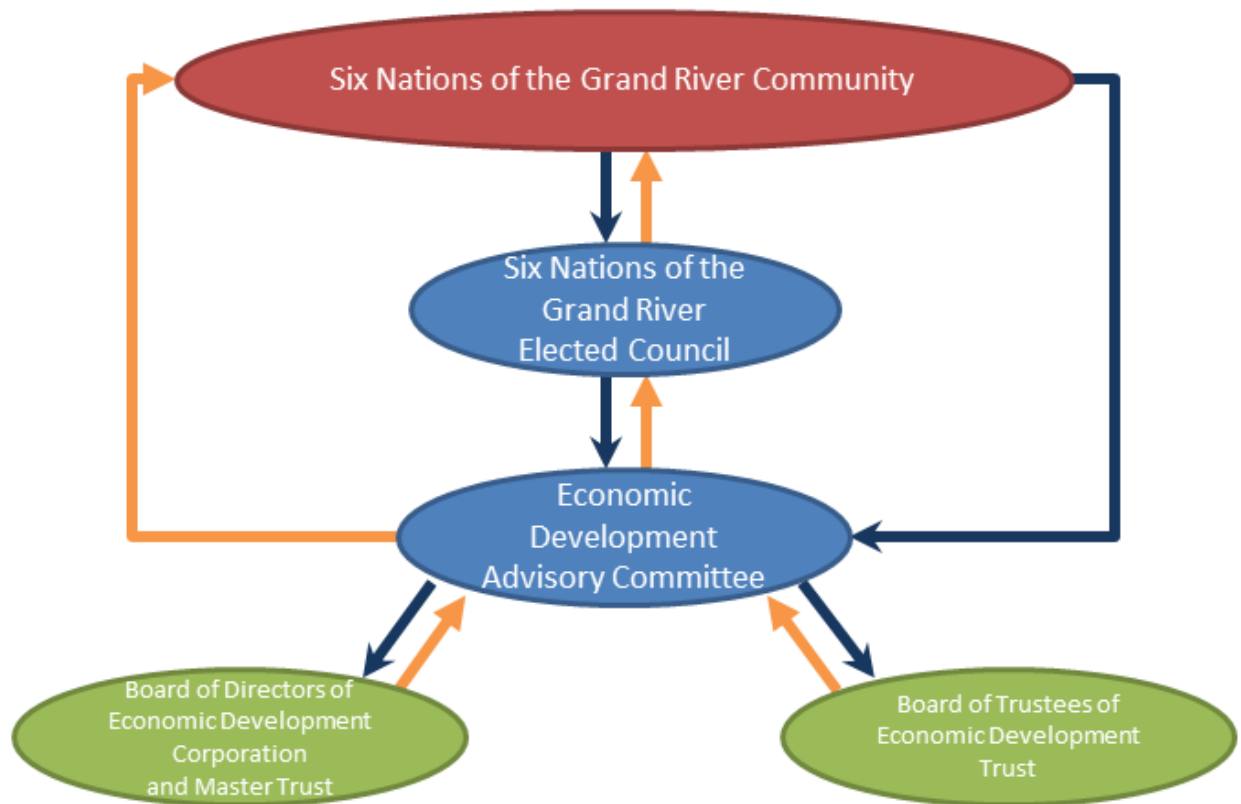 Six Nations of the Grand River Community
Six Nations of the
Grand River
Elected Council
Economic
Development
Advisory Committee
Board of Directors of
Economic Development
Corporation
and Master Trust
Board of Trustees of
Economic Development
Trust